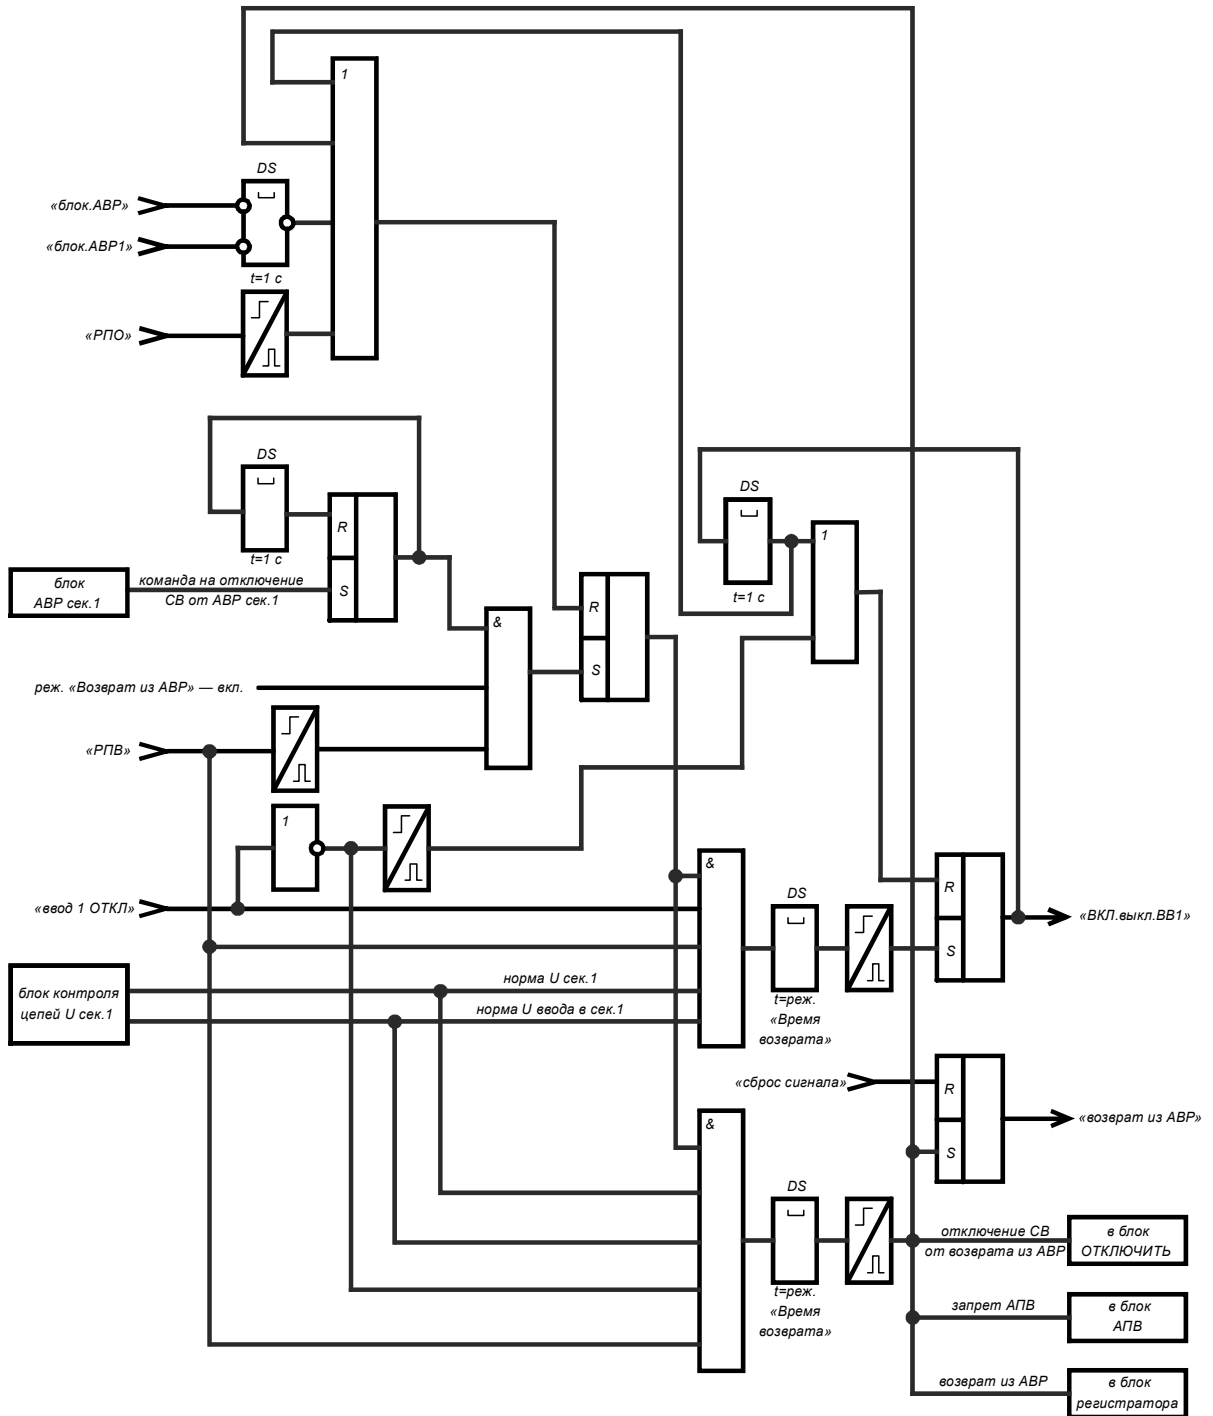 1
DS
«блок.АВР»
«блок.АВР1»
t=1 с
«РПО»
DS
R
t=1 с
S
блок
АВР сек.1
команда на отключение
СВ от АВР сек.1
DS
1
t=1 с
R
S
&
реж. «Возврат из АВР» — вкл.
«РПВ»
1
&
«ввод 1 ОТКЛ»
DS
R
S
«ВКЛ.выкл.ВВ1»
t=реж.
«Время
возврата»
блок контроля
цепей U сек.1
норма U сек.1
норма U ввода в сек.1
«сброс сигнала»
R
S
«возврат из АВР»
&
DS
t=реж.
«Время
возврата»
отключение СВ
от возврата из АВР
в блок
ОТКЛЮЧИТЬ
запрет АПВ
в блок
АПВ
возврат из АВР
в блок
регистратора